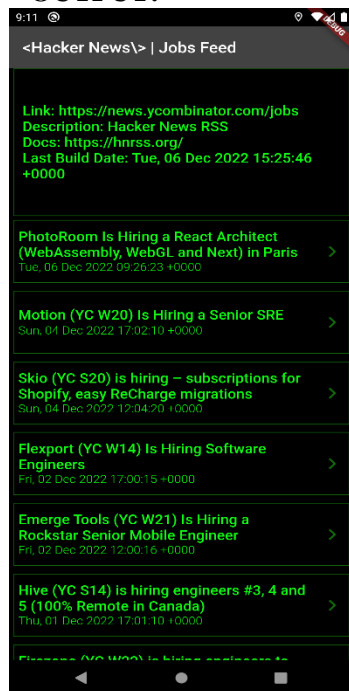 9:11
DEBUG
<Hacker News\> | Jobs Feed
Link: https://news.ycombinator.com/jobs
Description: Hacker News RSS
Docs: https://hnrss.org/
Last Build Date: Tue, 06 Dec 2022 15:25:46
+0000
PhotoRoom Is Hiring a React Architect
(WebAssembly, WebGL and Next) in Paris
Tue, 06 Dec 2022 09:26:23 +0000
Motion (YC W20) Is Hiring a Senior SRE
Sun, 04 Dec 2022 17:02:10 +0000
Skio (YC S20) is hiring – subscriptions for
Shopify, easy ReCharge migrations
Sun, 04 Dec 2022 12:04:20 +0000
Flexport (YC W14) Is Hiring Software
Engineers
Fri, 02 Dec 2022 17:00:15 +0000
Emerge Tools (YC W21) Is Hiring a
Rockstar Senior Mobile Engineer
Fri, 02 Dec 2022 12:00:16 +0000
Hive (YC S14) is hiring engineers #3, 4 and
5 (100% Remote in Canada)
Thu, 01 Dec 2022 17:01:10 +0000